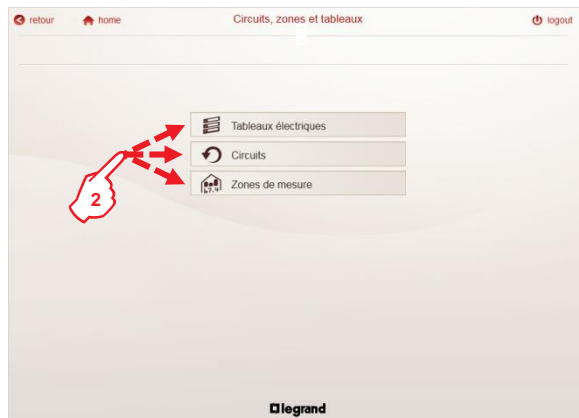 retour home Circuits, zones et tableaux logout
Tableaux électriques
Circuits
Zones de mesure
2
legrand